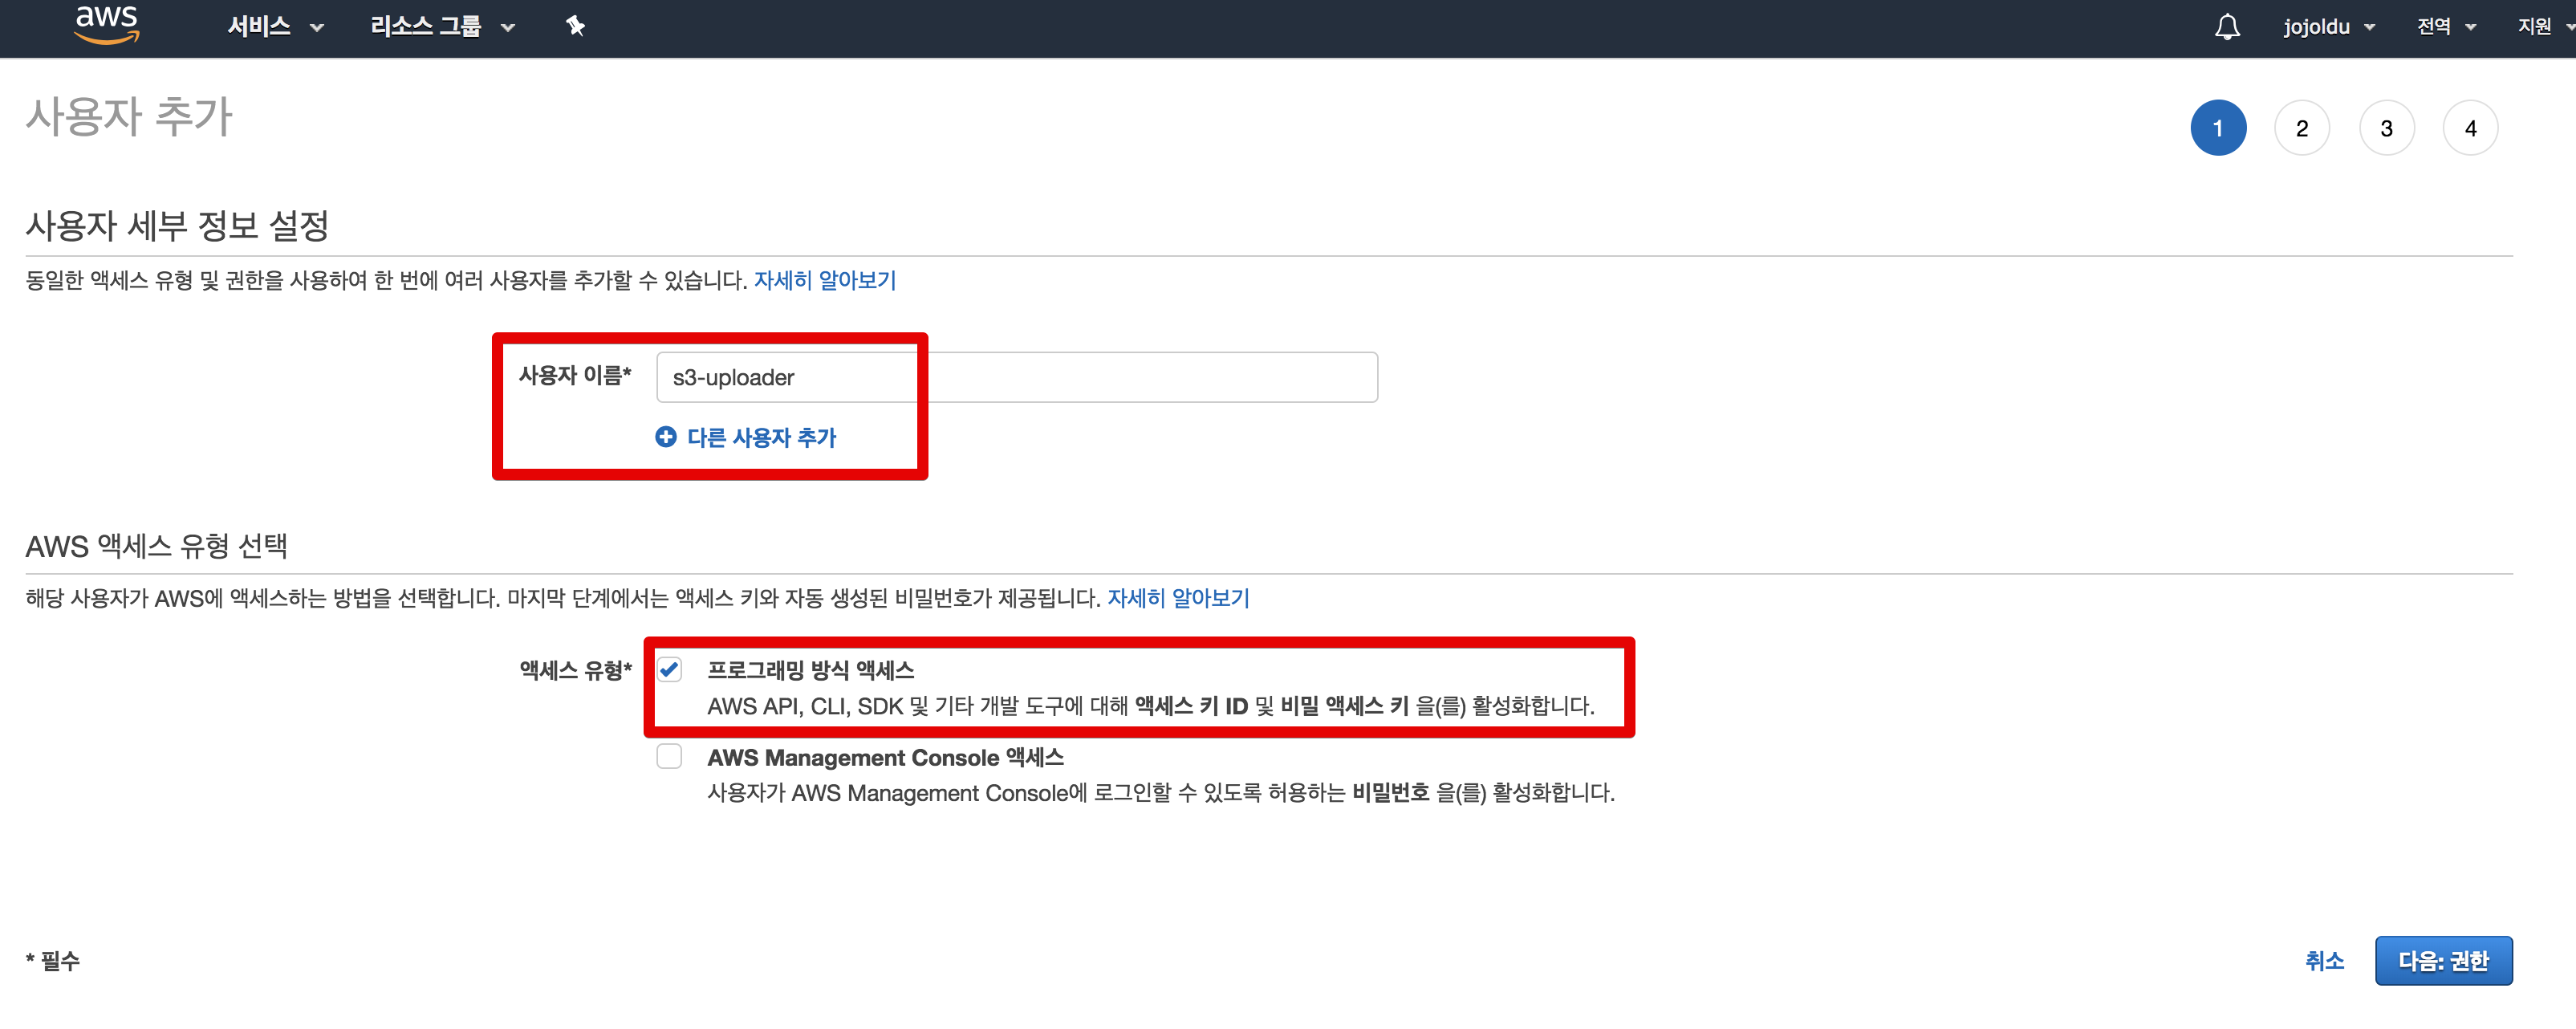 aws 서비스 리소스 그룹 jojoldu 전역 지원
사용자 추가
1 2 3 4
사용자 세부 정보 설정
동일한 액세스 유형 및 권한을 사용하여 한 번에 여러 사용자를 추가할 수 있습니다. 자세히 알아보기
사용자 이름* s3-uploader
다른 사용자 추가
AWS 액세스 유형 선택
해당 사용자가 AWS에 액세스하는 방법을 선택합니다. 마지막 단계에서는 액세스 키와 자동 생성된 비밀번호가 제공됩니다. 자세히 알아보기
액세스 유형* 프로그래밍 방식 액세스
AWS API, CLI, SDK 및 기타 개발 도구에 대해 액세스 키 ID 및 비밀 액세스 키 을(를) 활성화합니다.
AWS Management Console 액세스
사용자가 AWS Management Console에 로그인할 수 있도록 허용하는 비밀번호 을(를) 활성화합니다.
* 필수 취소 다음: 권한